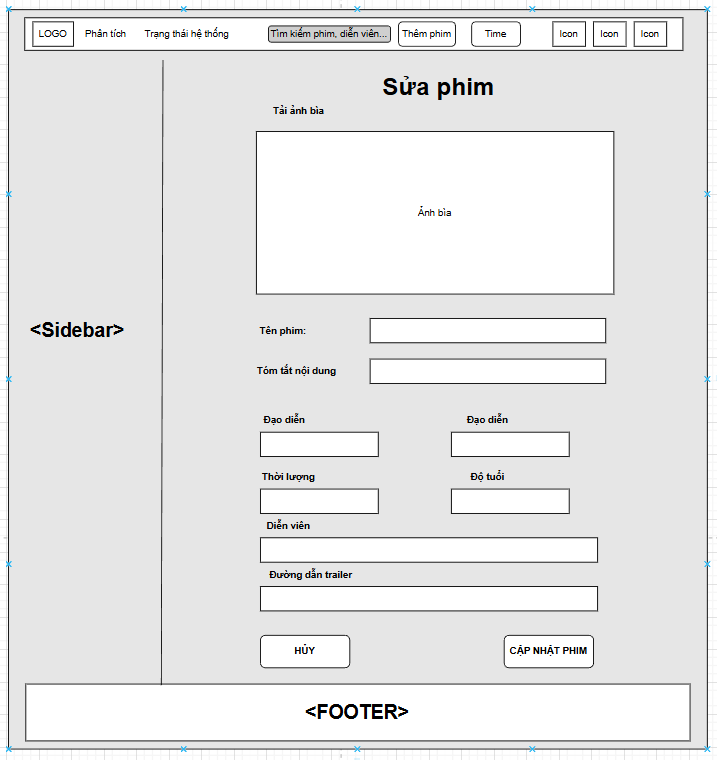 LOGO Phân tích Trạng thái hệ thống Tìm kiếm phim, diễn viên... Thêm phim Time Icon Icon Icon
Sửa phim
Tải ảnh bìa
Ảnh bìa
<Sidebar>
Tên phim:
Tóm tắt nội dung
Đạo diễn Đạo diễn
Thời lượng Độ tuổi
Diễn viên
Đường dẫn trailer
HỦY CẬP NHẬT PHIM
<FOOTER>